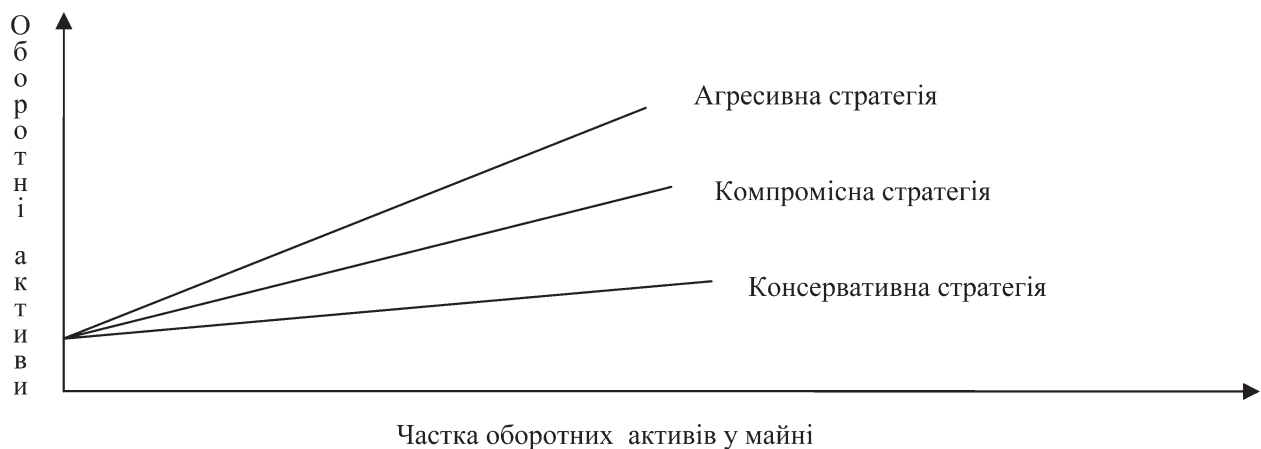 Оборотні активи
Агресивна стратегія
Компромісна стратегія
Консервативна стратегія
Частка оборотних активів у майні